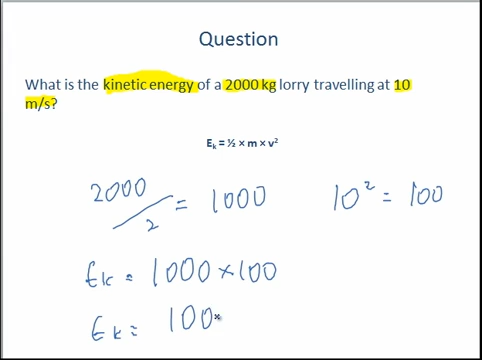 Question
What is the kinetic energy of a 2000 kg lorry travelling at 10
m/s?
Eₖ = ½ × m × v²
2000/2 = 1000
10² = 100
Ek = 1000 × 100
Ek = 100